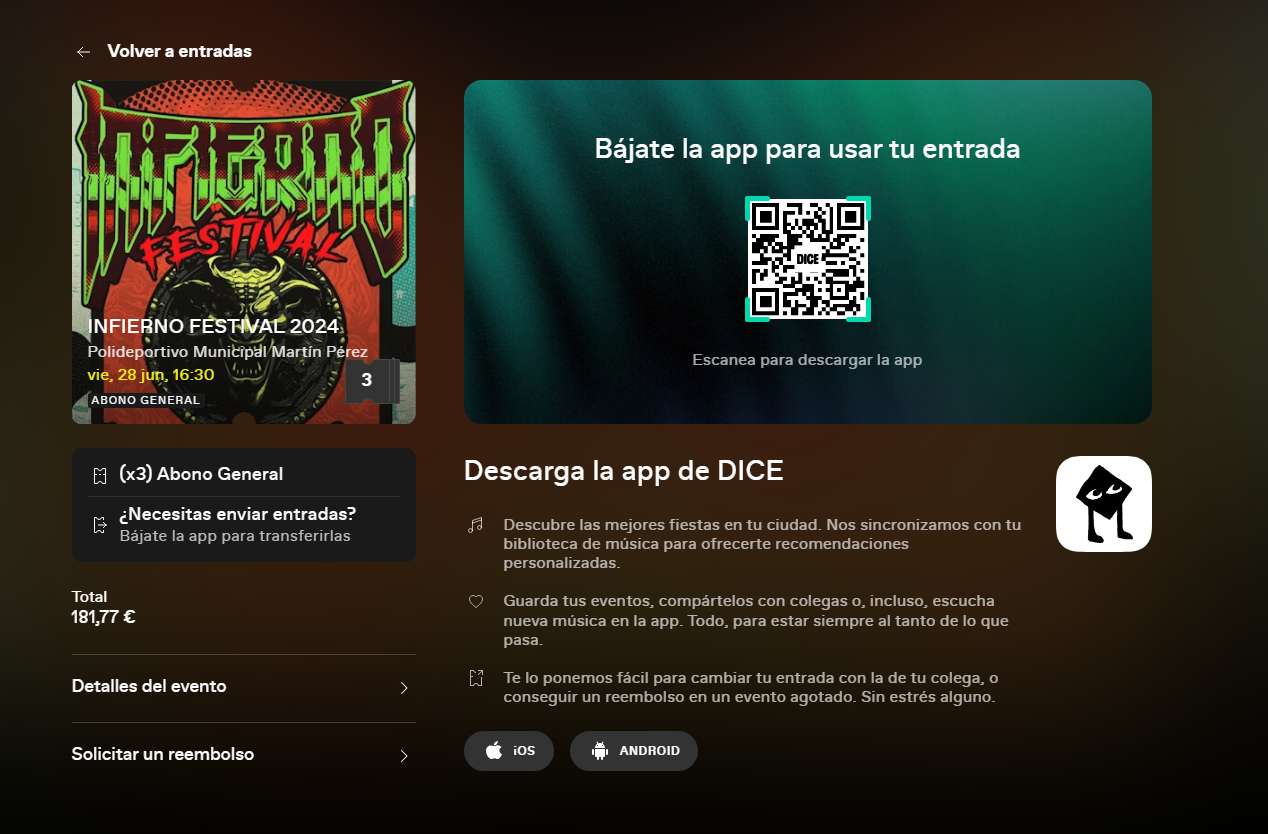 Volver a entradas
INFIERNO
FESTIVAL
INFIERNO FESTIVAL 2024
Polideportivo Municipal Martín Pérez
vie, 28 jun, 16:30
3
ABONO GENERAL
(x3) Abono General
¿Necesitas enviar entradas?
Bájate la app para transferirlas
Total
181,77 €
Detalles del evento
Solicitar un reembolso
Bájate la app para usar tu entrada
DICE
Escanea para descargar la app
Descarga la app de DICE
Descubre las mejores fiestas en tu ciudad. Nos sincronizamos con tu
biblioteca de música para ofrecerte recomendaciones
personalizadas.
Guarda tus eventos, compártelos con colegas o, incluso, escucha
nueva música en la app. Todo, para estar siempre al tanto de lo que
pasa.
Te lo ponemos fácil para cambiar tu entrada con la de tu colega, o
conseguir un reembolso en un evento agotado. Sin estrés alguno.
iOS
ANDROID